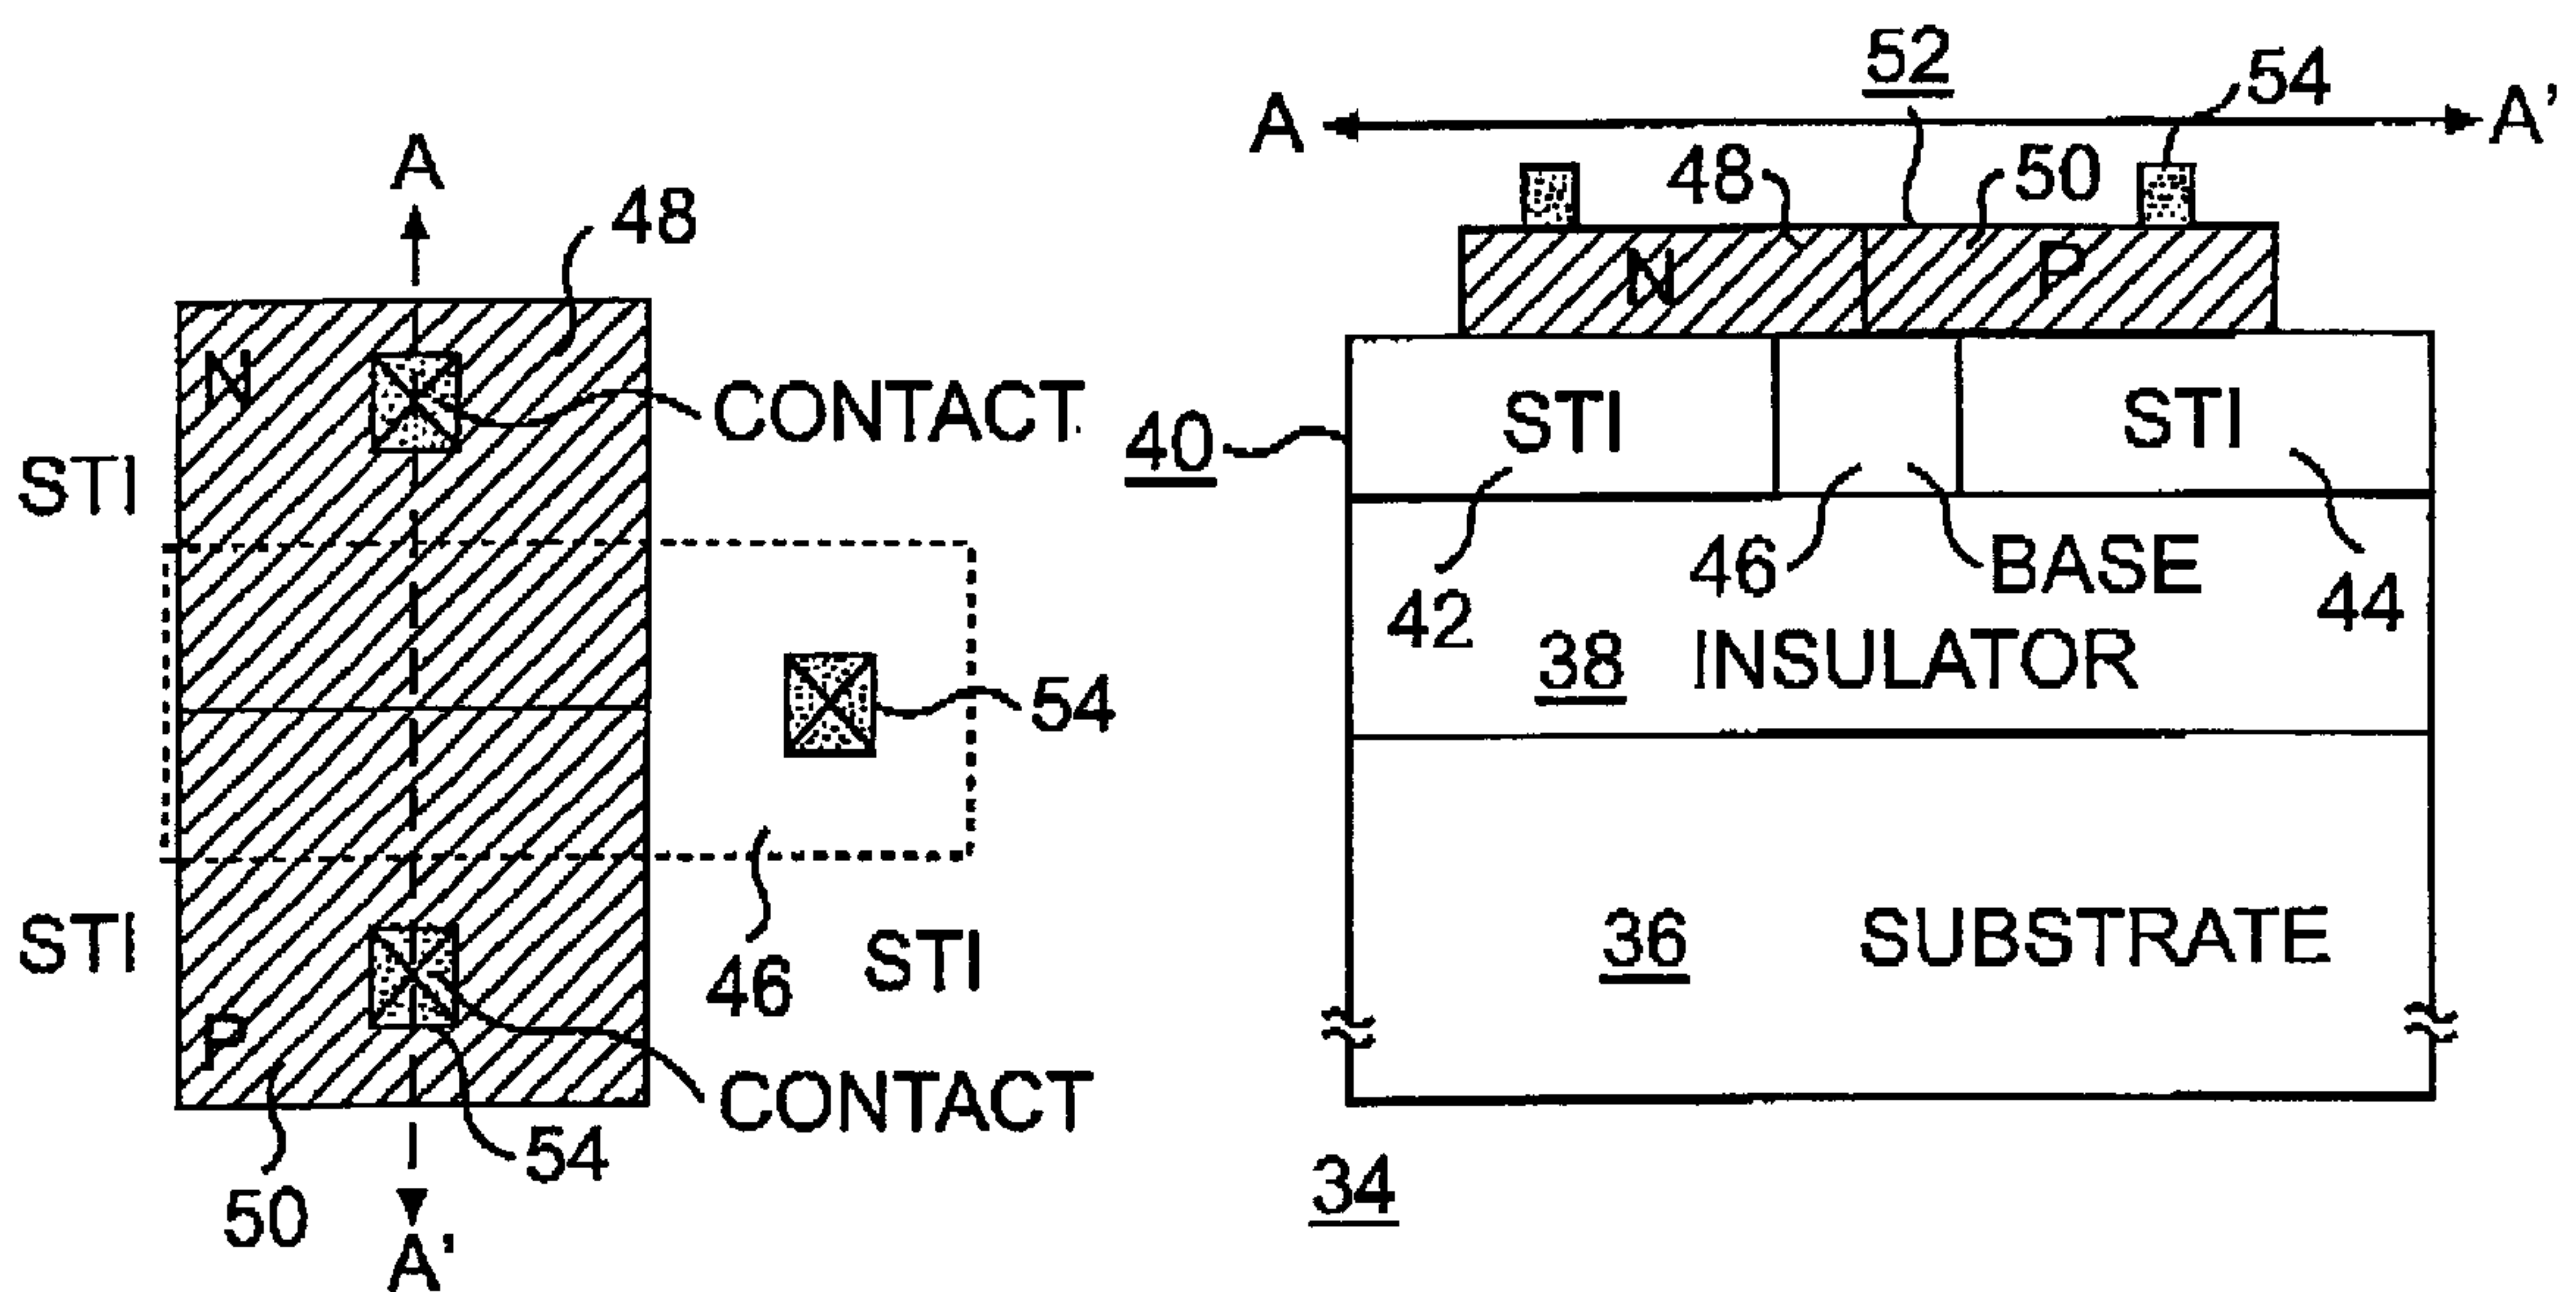 A
48
N
CONTACT
STI
54
46
STI
STI
P
CONTACT
54
50
A'
A
52
54
A'
48
50
N
P
40
STI
STI
46
BASE
42
44
38 INSULATOR
36 SUBSTRATE
34